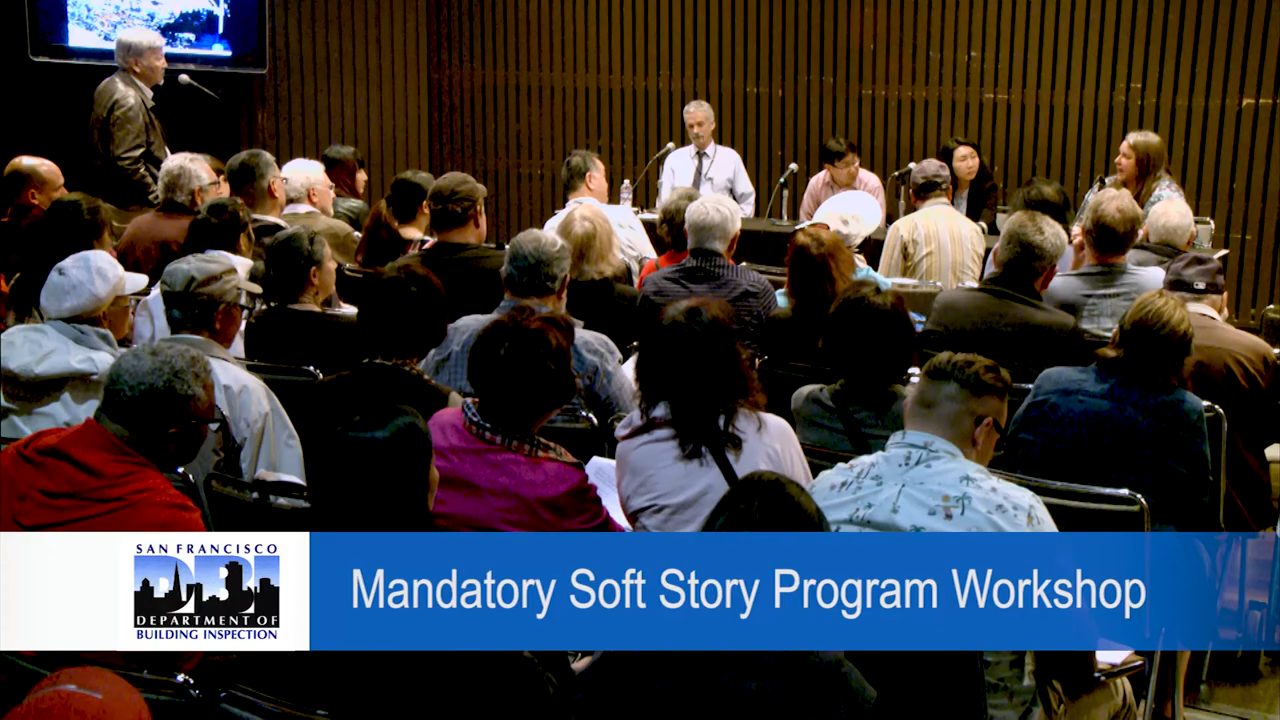 SAN FRANCISCO
DBI
DEPARTMENT OF
BUILDING INSPECTION
Mandatory Soft Story Program Workshop